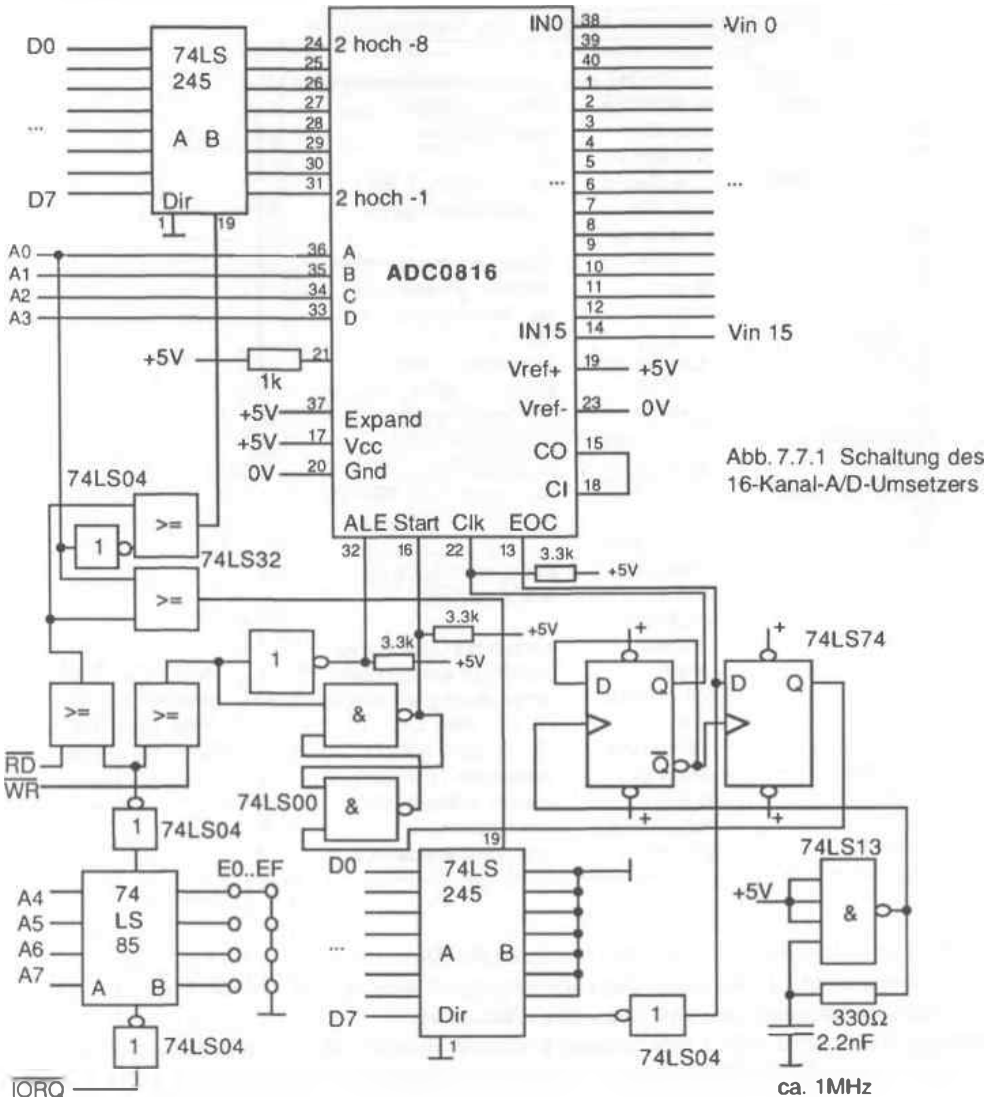 D0
...
D7
74LS
245
A B
Dir
1
19
24
25
26
27
28
29
30
31
2 hoch -8
2 hoch -1
A0
A1
A2
A3
36
35
34
33
A
B
C
D
ADC0816
+5V
1k
21
+5V
37
Expand
+5V
17
Vcc
0V
20
Gnd
IN0
38
Vin 0
39
40
1
2
3
4
5
...
6
...
7
8
9
10
11
12
IN15
14
Vin 15
Vref+
19
+5V
Vref-
23
0V
CO
15
CI
18
Abb. 7.7.1 Schaltung des
16-Kanal-A/D-Umsetzers
ALE Start Clk EOC
32
16
22
13
3.3k
+5V
3.3k
+5V
3.3k
+5V
74LS04
1
>=
74LS32
>=
1
>=
>=
RD
WR
&
74LS00
&
1
74LS04
+
+
74LS74
D Q
Q
D Q
+
+
A4
A5
A6
A7
74
LS
85
A B
E0..EF
1
74LS04
IORQ
19
D0
...
D7
74LS
245
A B
Dir
1
1
74LS04
74LS13
+5V
&
330Ω
2.2nF
ca. 1MHz